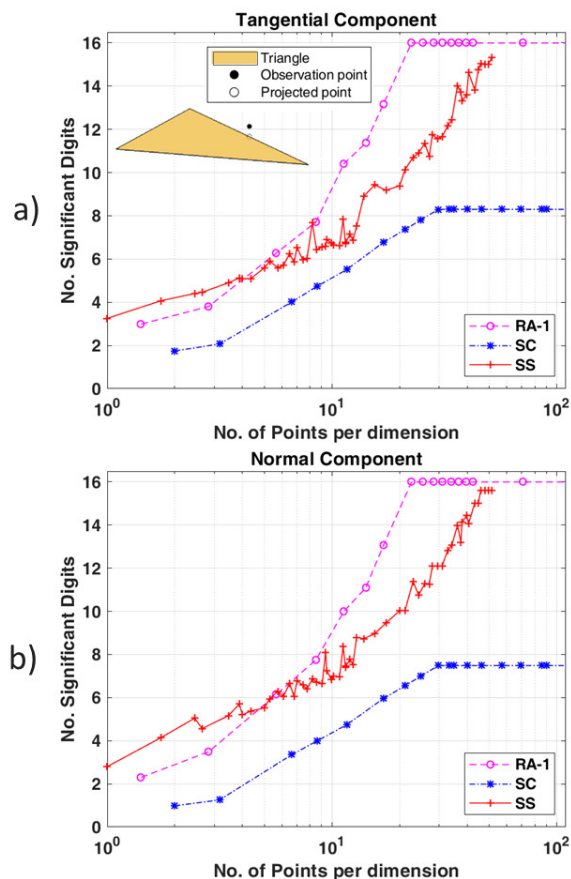 a)
Tangential Component
16
14
12
10
8
6
4
2
0
No. Significant Digits
Triangle
Observation point
Projected point
RA-1
SC
SS
10^0
10^1
10^2
No. of Points per dimension
b)
Normal Component
16
14
12
10
8
6
4
2
0
No. Significant Digits
RA-1
SC
SS
10^0
10^1
10^2
No. of Points per dimension